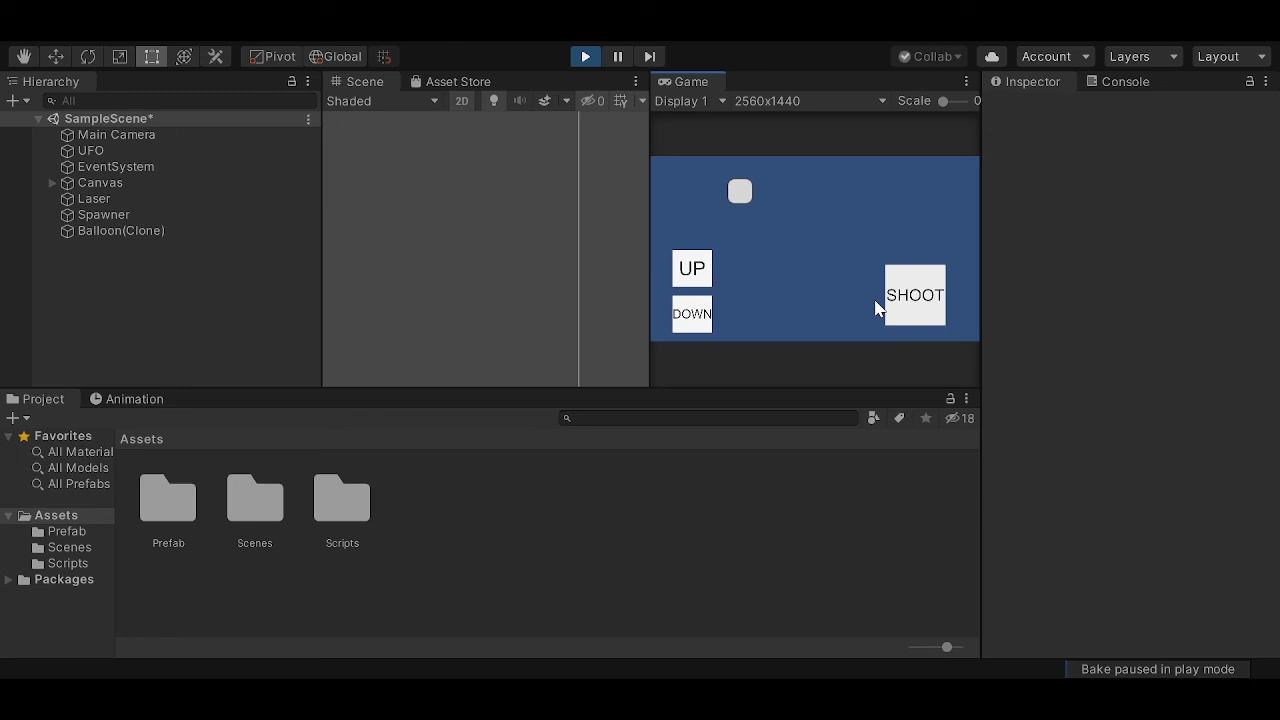 Pivot Global Collab Account Layers Layout
Hierarchy
All
SampleScene*
Main Camera
UFO
EventSystem
Canvas
Laser
Spawner
Balloon(Clone)
Scene Asset Store
Shaded 2D 0
Game
Display 1 2560x1440 Scale 0
UP
DOWN
SHOOT
Inspector Console
Project Animation
18
Favorites
All Material
All Models
All Prefabs
Assets
Prefab
Scenes
Scripts
Packages
Assets
Prefab Scenes Scripts
Bake paused in play mode